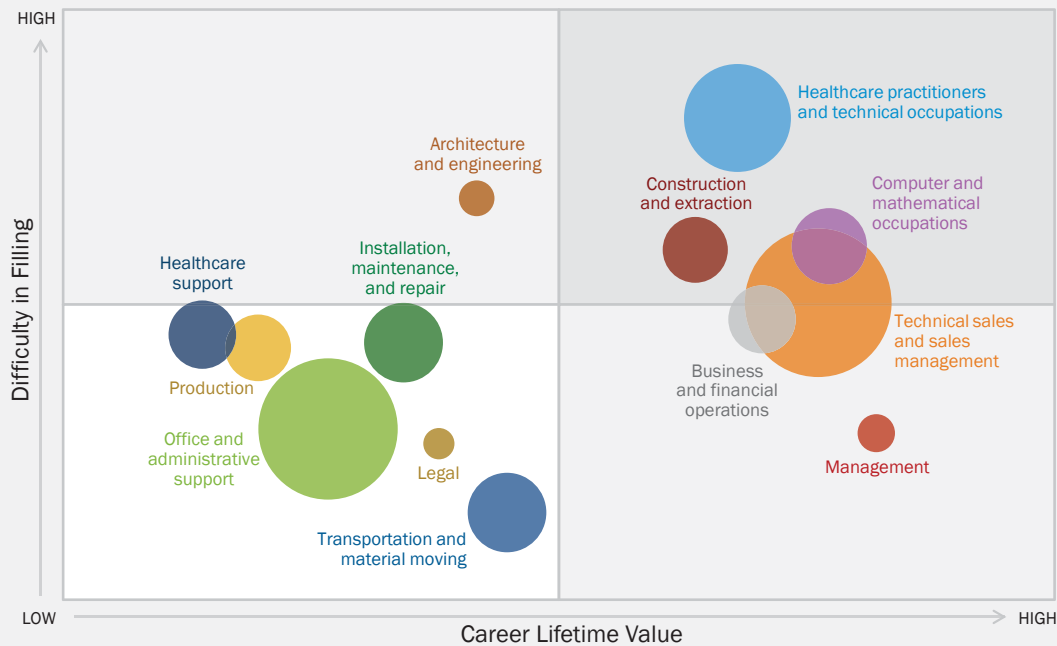 HIGH
Difficulty in Filling
Healthcare practitioners
and technical occupations
Architecture
and engineering
Construction
and extraction
Computer and
mathematical
occupations
Installation,
maintenance,
and repair
Healthcare
support
Technical sales
and sales
management
Business
and financial
operations
Production
Office and
administrative
support
Legal
Management
Transportation and
material moving
LOW
HIGH
Career Lifetime Value